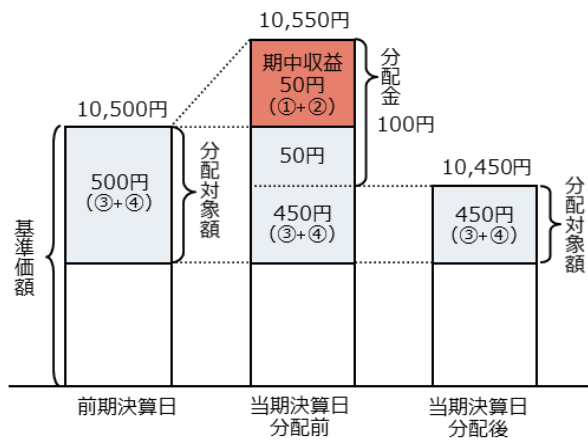 10,550円
期中収益
50円
(①+②)
分配金
100円
10,500円
500円
(③+④)
分配対象額
50円
450円
(③+④)
10,450円
450円
(③+④)
分配対象額
基準価額
前期決算日
当期決算日
分配前
当期決算日
分配後